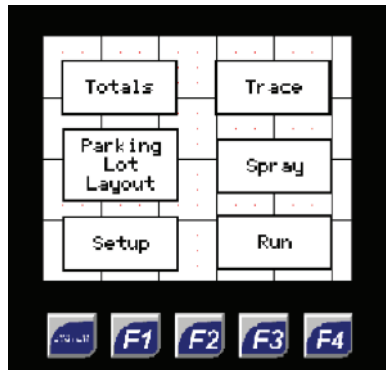 Totals
Trace
Parking
Lot
Layout
Spray
Setup
Run
F1 F2 F3 F4